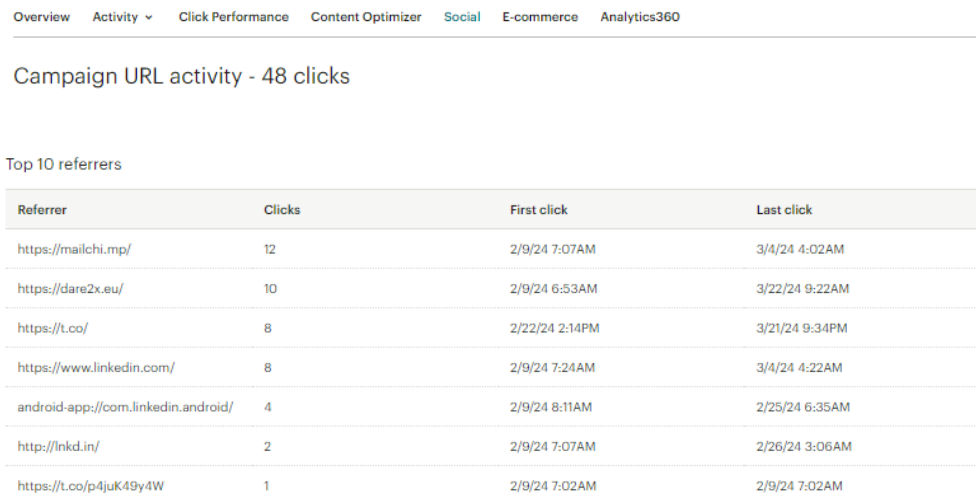 Overview Activity Click Performance Content Optimizer Social E-commerce Analytics360
Campaign URL activity - 48 clicks
Top 10 referrers
Referrer Clicks First click Last click
https://mailchi.mp/ 12 2/9/24 7:07AM 3/4/24 4:02AM
https://dare2x.eu/ 10 2/9/24 6:53AM 3/22/24 9:22AM
https://t.co/ 8 2/22/24 2:14PM 3/21/24 9:34PM
https://www.linkedin.com/ 8 2/9/24 7:24AM 3/4/24 4:22AM
android-app://com.linkedin.android/ 4 2/9/24 8:11AM 2/25/24 6:35AM
http://lnkd.in/ 2 2/9/24 7:07AM 2/26/24 3:06AM
https://t.co/p4juK49y4W 1 2/9/24 7:02AM 2/9/24 7:02AM